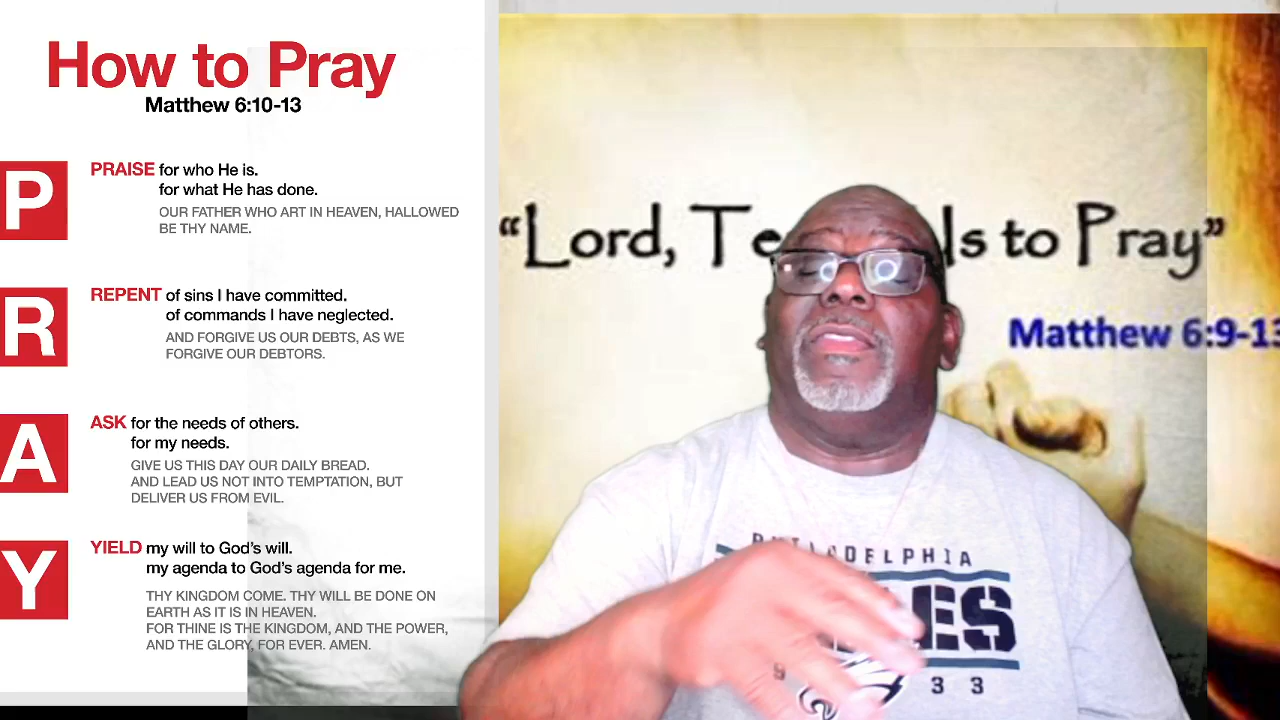 How to Pray
Matthew 6:10-13
P
PRAISE for who He is.
for what He has done.
OUR FATHER WHO ART IN HEAVEN, HALLOWED
BE THY NAME.
R
REPENT of sins I have committed.
of commands I have neglected.
AND FORGIVE US OUR DEBTS, AS WE
FORGIVE OUR DEBTORS.
A
ASK for the needs of others.
for my needs.
GIVE US THIS DAY OUR DAILY BREAD.
AND LEAD US NOT INTO TEMPTATION, BUT
DELIVER US FROM EVIL.
Y
YIELD my will to God's will.
my agenda to God's agenda for me.
THY KINGDOM COME. THY WILL BE DONE ON
EARTH AS IT IS IN HEAVEN.
FOR THINE IS THE KINGDOM, AND THE POWER,
AND THE GLORY, FOR EVER. AMEN.
“Lord, Te Us to Pray”
Matthew 6:9-13
PHILADELPHIA
LES
9 33